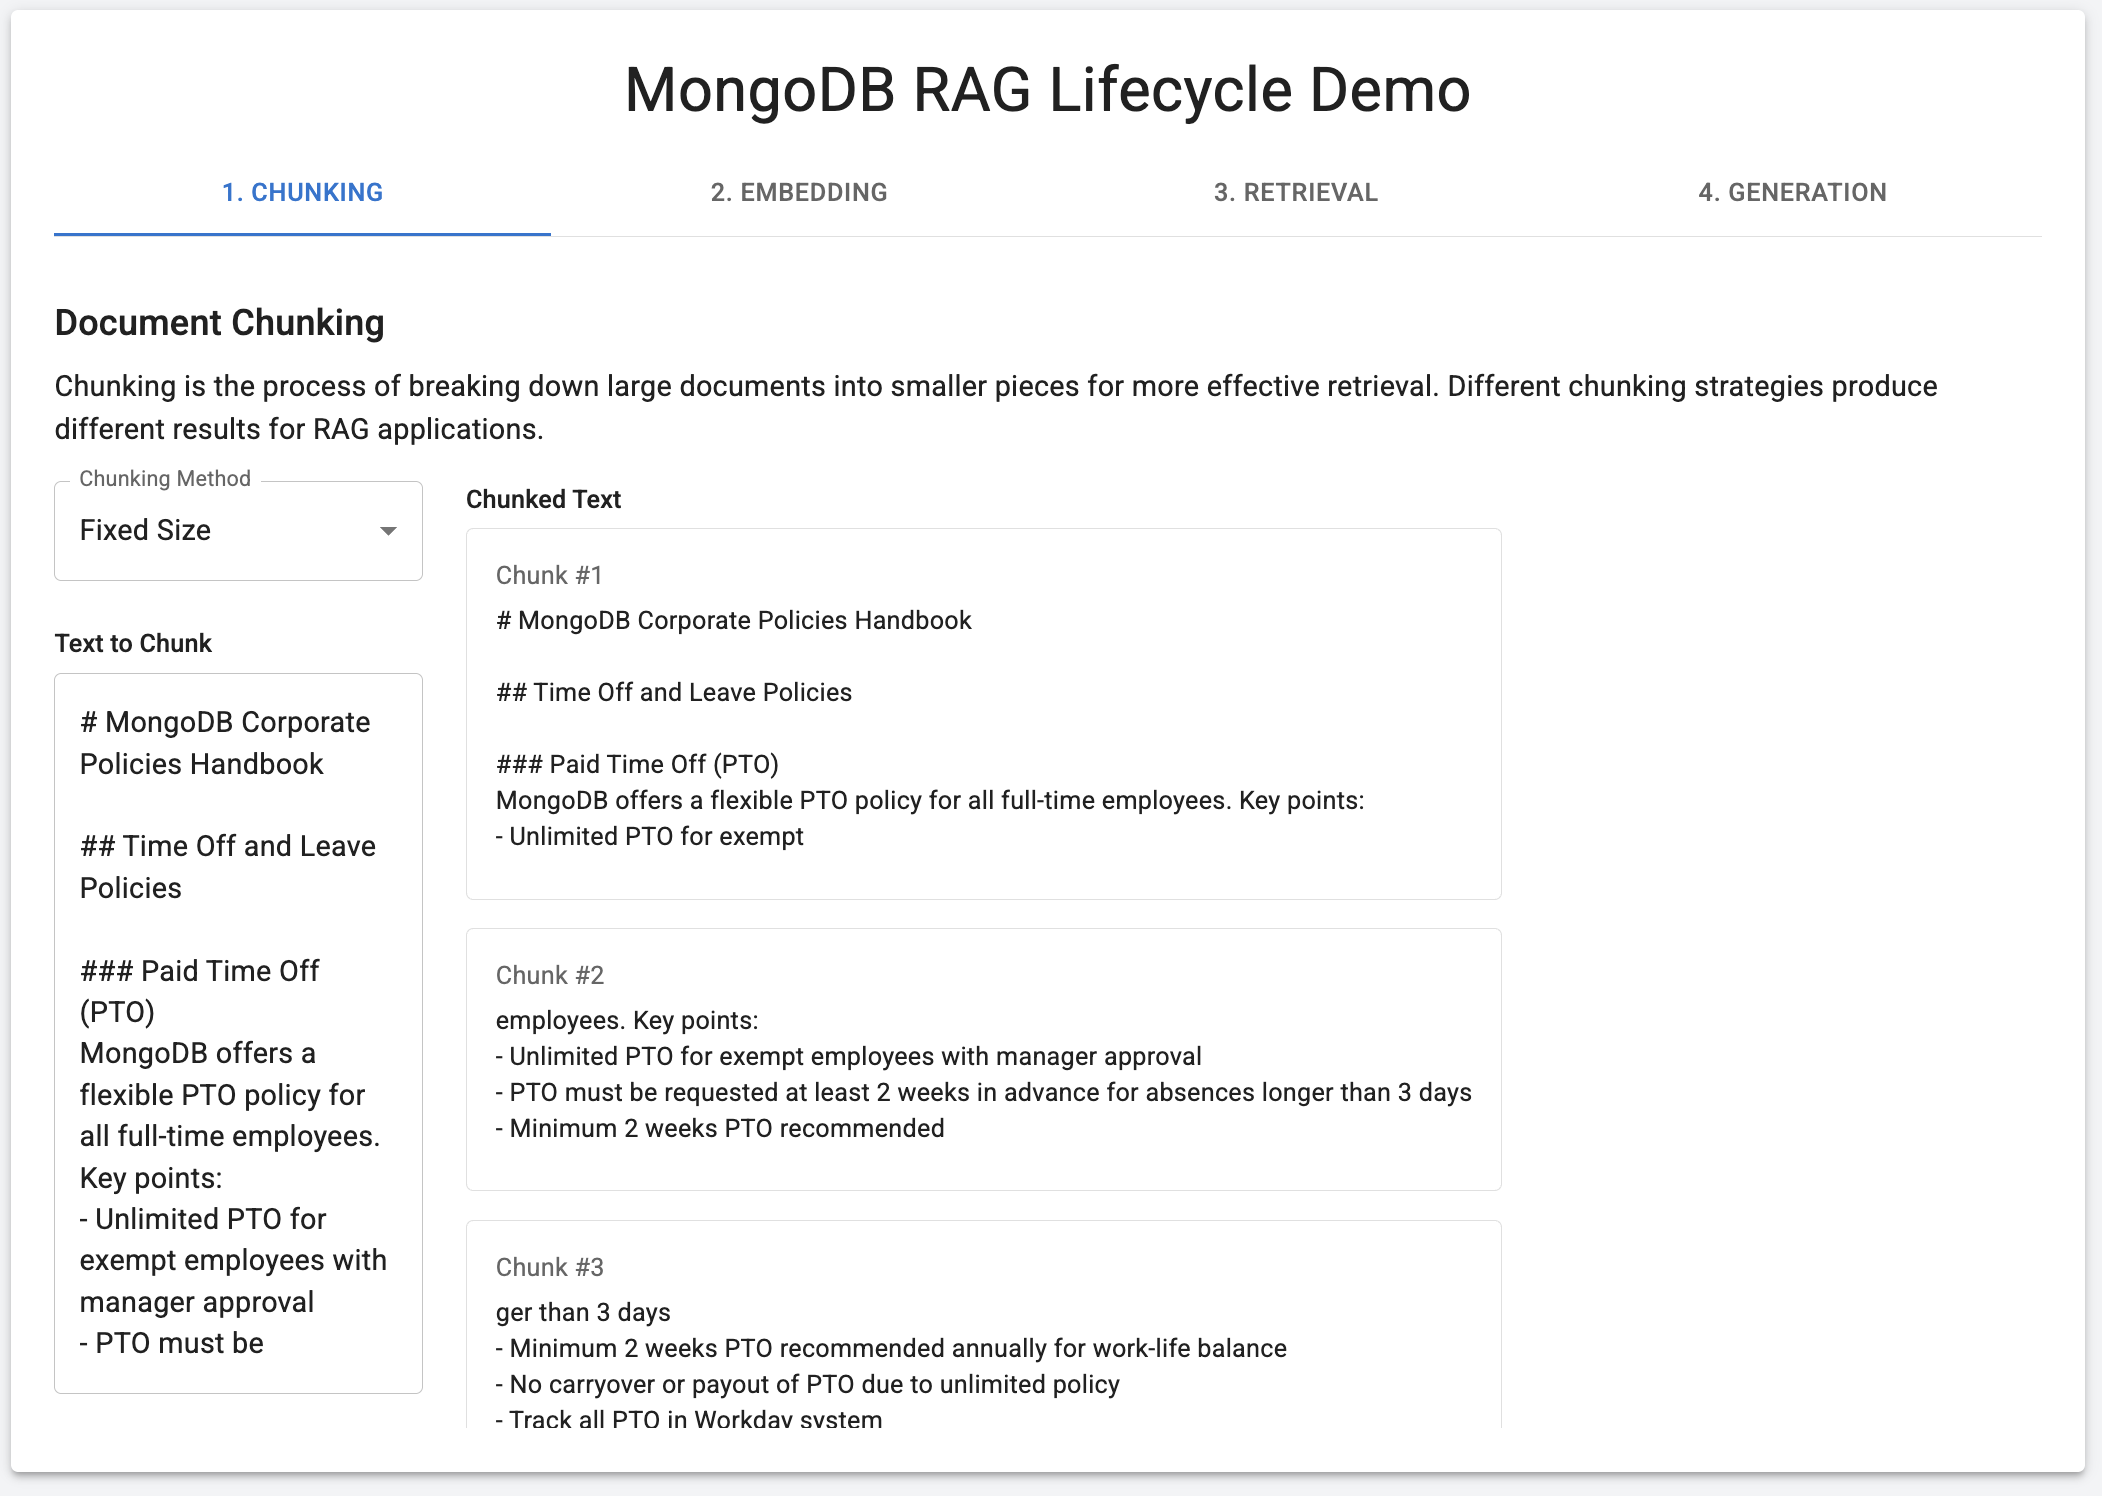 MongoDB RAG Lifecycle Demo
1. CHUNKING
2. EMBEDDING
3. RETRIEVAL
4. GENERATION
Document Chunking
Chunking is the process of breaking down large documents into smaller pieces for more effective retrieval. Different chunking strategies produce
different results for RAG applications.
Chunking Method
Fixed Size
Text to Chunk
# MongoDB Corporate
Policies Handbook
## Time Off and Leave
Policies
### Paid Time Off
(PTO)
MongoDB offers a
flexible PTO policy for
all full-time employees.
Key points:
- Unlimited PTO for
exempt employees with
manager approval
- PTO must be
Chunked Text
Chunk #1
# MongoDB Corporate Policies Handbook
## Time Off and Leave Policies
### Paid Time Off (PTO)
MongoDB offers a flexible PTO policy for all full-time employees. Key points:
- Unlimited PTO for exempt
Chunk #2
employees. Key points:
- Unlimited PTO for exempt employees with manager approval
- PTO must be requested at least 2 weeks in advance for absences longer than 3 days
- Minimum 2 weeks PTO recommended
Chunk #3
ger than 3 days
- Minimum 2 weeks PTO recommended annually for work-life balance
- No carryover or payout of PTO due to unlimited policy
- Track all PTO in Workday system